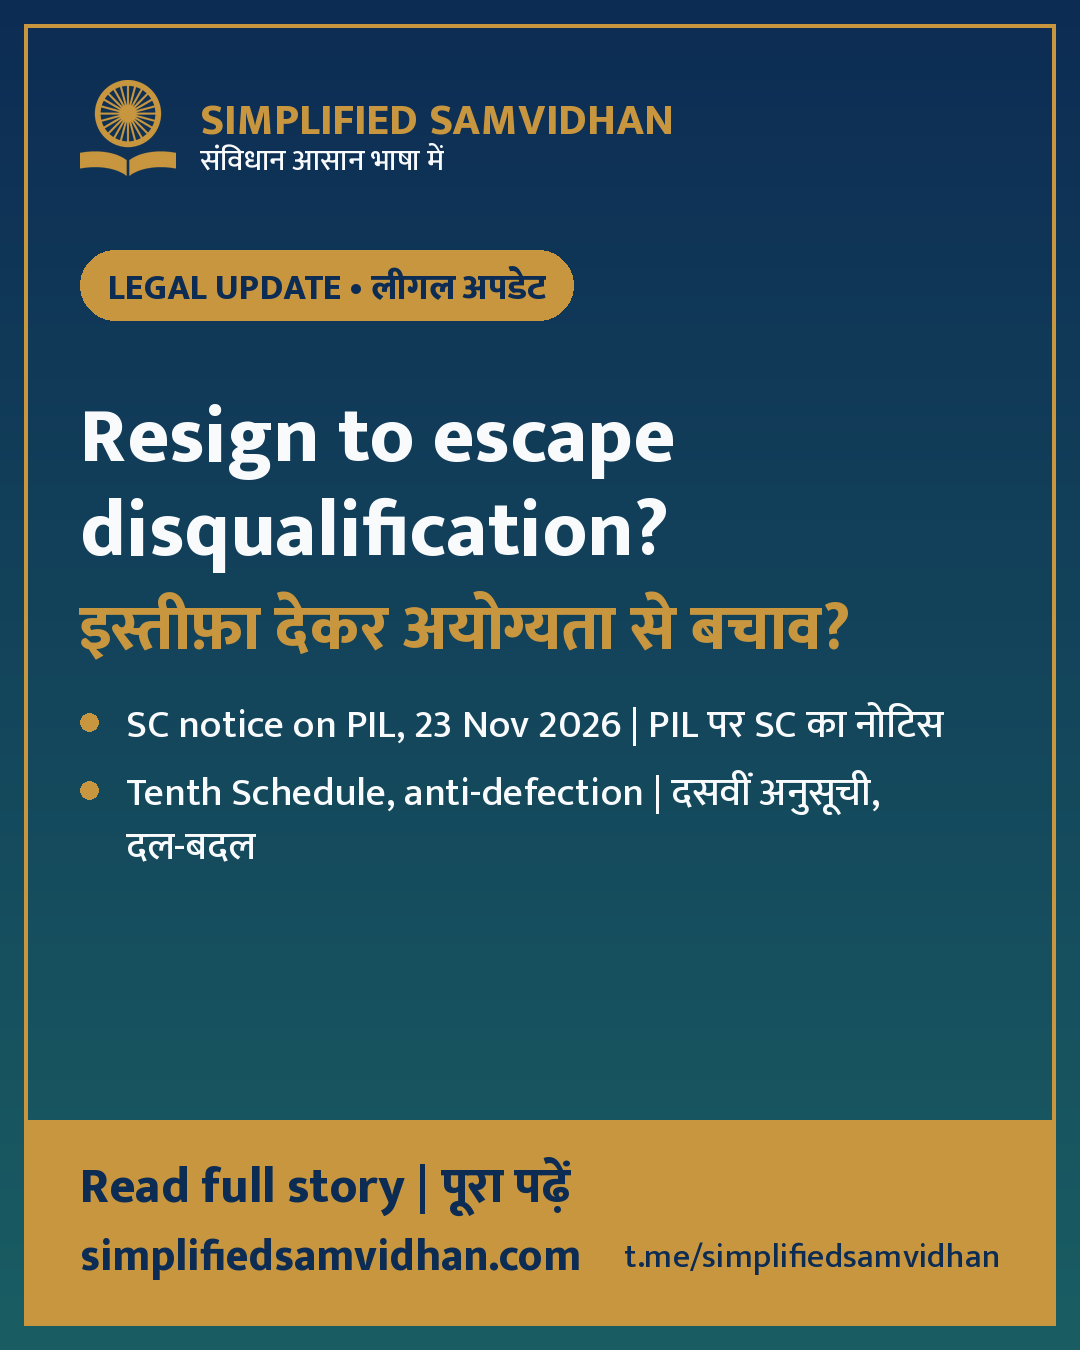 SIMPLIFIED SAMVIDHAN
संविधान आसान भाषा में
LEGAL UPDATE • लीगल अपडेट
Resign to escape
disqualification?
इस्तीफ़ा देकर अयोग्यता से बचाव?
SC notice on PIL, 23 Nov 2026 | PIL पर SC का नोटिस
Tenth Schedule, anti-defection | दसवीं अनुसूची,
दल-बदल
Read full story | पूरा पढ़ें
simplifiedsamvidhan.com t.me/simplifiedsamvidhan